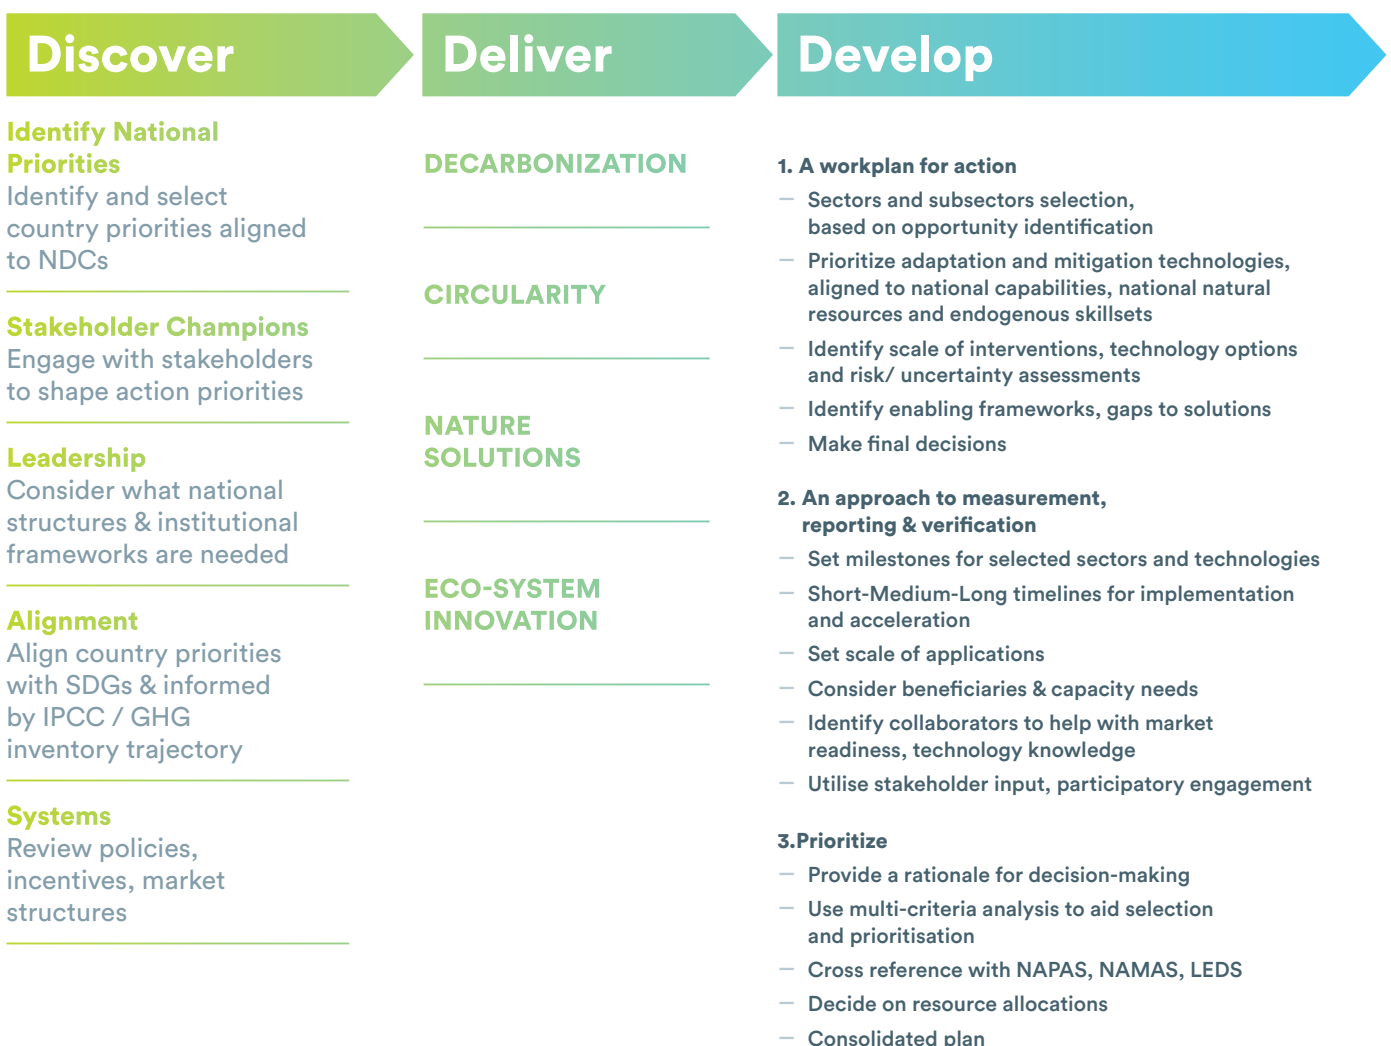 Discover
Identify National
Priorities
Identify and select
country priorities aligned
to NDCs
Stakeholder Champions
Engage with stakeholders
to shape action priorities
Leadership
Consider what national
structures & institutional
frameworks are needed
Alignment
Align country priorities
with SDGs & informed
by IPCC / GHG
inventory trajectory
Systems
Review policies,
incentives, market
structures
Deliver
DECARBONIZATION
CIRCULARITY
NATURE
SOLUTIONS
ECO-SYSTEM
INNOVATION
Develop
1. A workplan for action
— Sectors and subsectors selection,
based on opportunity identification
— Prioritize adaptation and mitigation technologies,
aligned to national capabilities, national natural
resources and endogenous skillsets
— Identify scale of interventions, technology options
and risk/ uncertainty assessments
— Identify enabling frameworks, gaps to solutions
— Make final decisions
2. An approach to measurement,
reporting & verification
— Set milestones for selected sectors and technologies
— Short-Medium-Long timelines for implementation
and acceleration
— Set scale of applications
— Consider beneficiaries & capacity needs
— Identify collaborators to help with market
readiness, technology knowledge
— Utilise stakeholder input, participatory engagement
3.Prioritize
— Provide a rationale for decision-making
— Use multi-criteria analysis to aid selection
and prioritisation
— Cross reference with NAPAS, NAMAS, LEDS
— Decide on resource allocations
— Consolidated plan